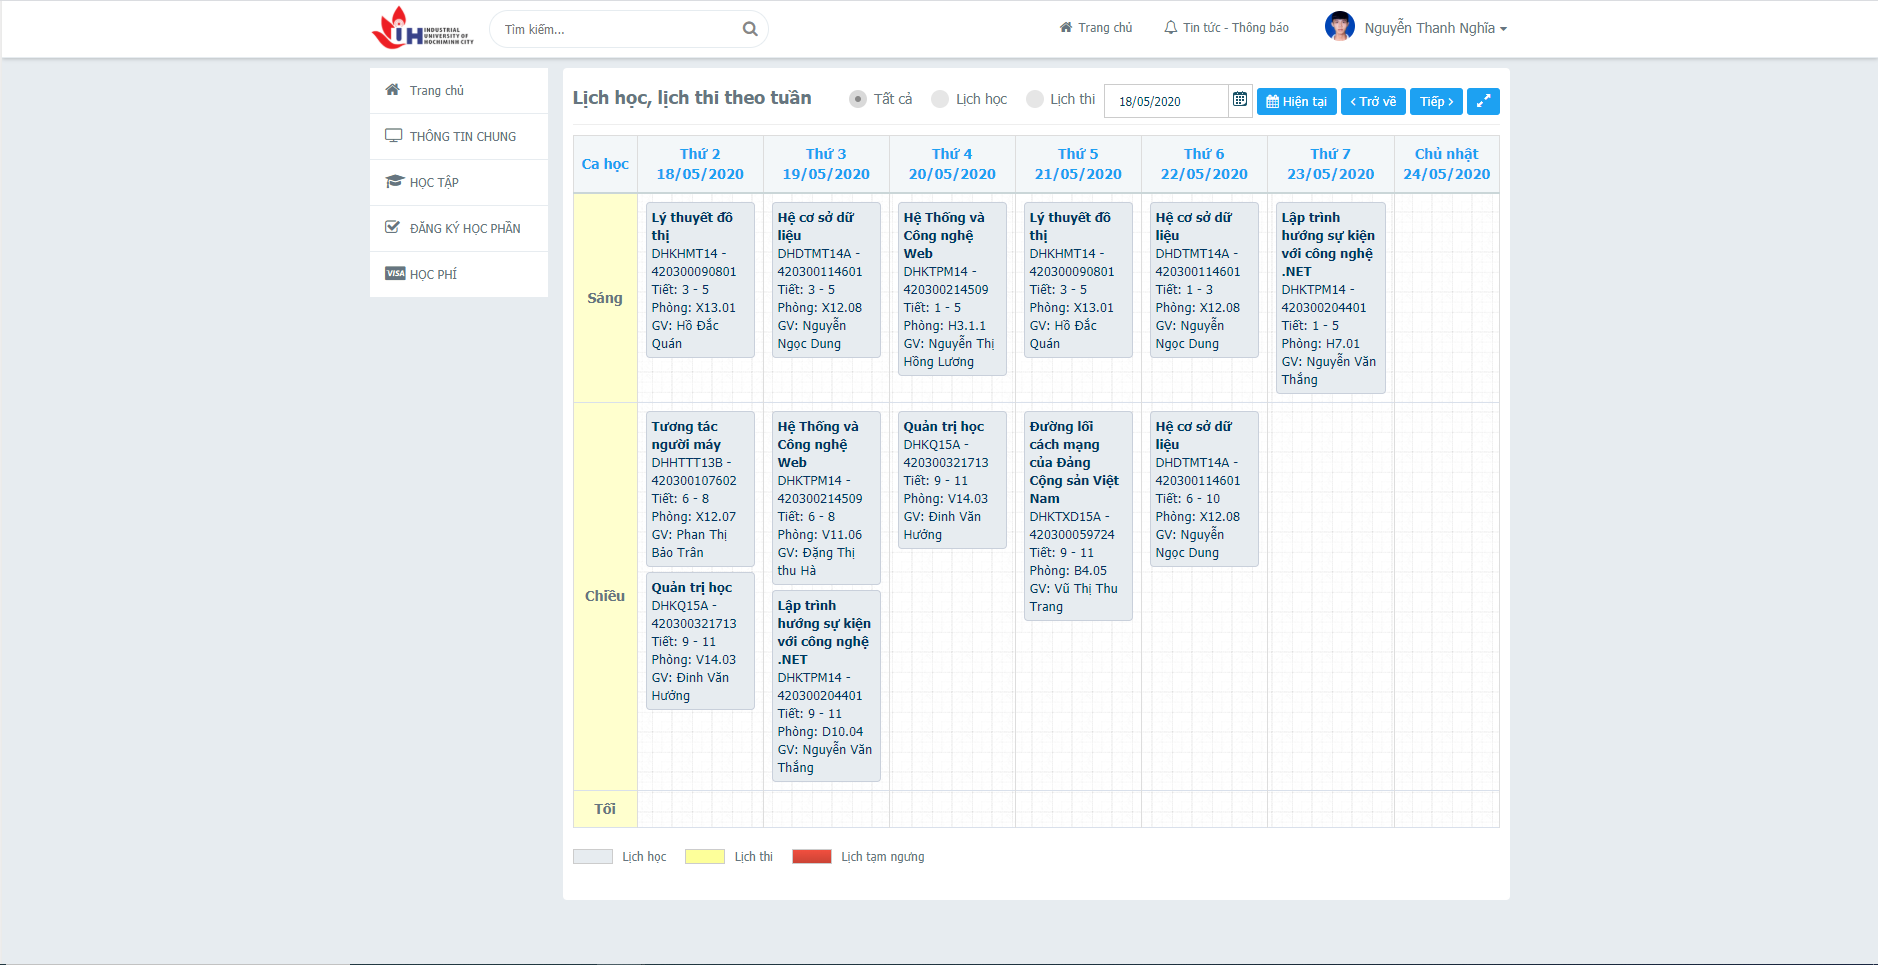 INDUSTRIAL
UNIVERSITY OF
HOCHIMINH CITY
Tìm kiếm...
Trang chủ
Tin tức - Thông báo
Nguyễn Thanh Nghĩa
Trang chủ
THÔNG TIN CHUNG
HỌC TẬP
ĐĂNG KÝ HỌC PHẦN
VISA HỌC PHÍ
Lịch học, lịch thi theo tuần
Tất cả
Lịch học
Lịch thi
18/05/2020
Hiện tại
Trở về
Tiếp
Ca học
Thứ 2
18/05/2020
Thứ 3
19/05/2020
Thứ 4
20/05/2020
Thứ 5
21/05/2020
Thứ 6
22/05/2020
Thứ 7
23/05/2020
Chủ nhật
24/05/2020
Sáng
Lý thuyết đồ
thị
DHKHMT14 -
420300090801
Tiết: 3 - 5
Phòng: X13.01
GV: Hồ Đắc
Quán
Hệ cơ sở dữ
liệu
DHDTMT14A -
420300114601
Tiết: 3 - 5
Phòng: X12.08
GV: Nguyễn
Ngọc Dung
Hệ Thống và
Công nghệ
Web
DHKTPM14 -
420300214509
Tiết: 1 - 5
Phòng: H3.1.1
GV: Nguyễn Thị
Hồng Lương
Lý thuyết đồ
thị
DHKHMT14 -
420300090801
Tiết: 3 - 5
Phòng: X13.01
GV: Hồ Đắc
Quán
Hệ cơ sở dữ
liệu
DHDTMT14A -
420300114601
Tiết: 1 - 3
Phòng: X12.08
GV: Nguyễn
Ngọc Dung
Lập trình
hướng sự kiện
với công nghệ
.NET
DHKTPM14 -
420300204401
Tiết: 1 - 5
Phòng: H7.01
GV: Nguyễn Văn
Thắng
Chiều
Tương tác
người máy
DHHTTT13B -
420300107602
Tiết: 6 - 8
Phòng: X12.07
GV: Phan Thị
Bảo Trân
Quản trị học
DHKQ15A -
420300321713
Tiết: 9 - 11
Phòng: V14.03
GV: Đinh Văn
Hưởng
Hệ Thống và
Công nghệ
Web
DHKTPM14 -
420300214509
Tiết: 6 - 8
Phòng: V11.06
GV: Đặng Thị
thu Hà
Lập trình
hướng sự kiện
với công nghệ
.NET
DHKTPM14 -
420300204401
Tiết: 9 - 11
Phòng: D10.04
GV: Nguyễn Văn
Thắng
Quản trị học
DHKQ15A -
420300321713
Tiết: 9 - 11
Phòng: V14.03
GV: Đinh Văn
Hưởng
Đường lối
cách mạng
của Đảng
Cộng sản Việt
Nam
DHKTXD15A -
420300059724
Tiết: 9 - 11
Phòng: B4.05
GV: Vũ Thị Thu
Trang
Hệ cơ sở dữ
liệu
DHDTMT14A -
420300114601
Tiết: 6 - 10
Phòng: X12.08
GV: Nguyễn
Ngọc Dung
Tối
Lịch học
Lịch thi
Lịch tạm ngưng